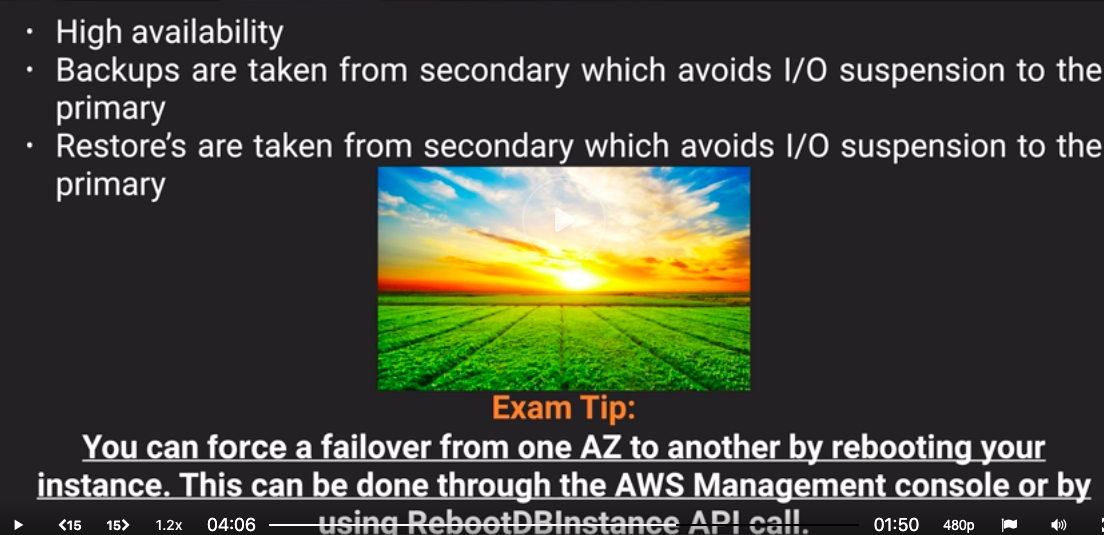 · High availability
· Backups are taken from secondary which avoids I/O suspension to the
primary
· Restore's are taken from secondary which avoids I/O suspension to the
primary
Exam Tip:
You can force a failover from one AZ to another by rebooting your
instance. This can be done through the AWS Management console or by
using RebootDBInstance API call.
15 15 1.2x 04:06 01:50 480p